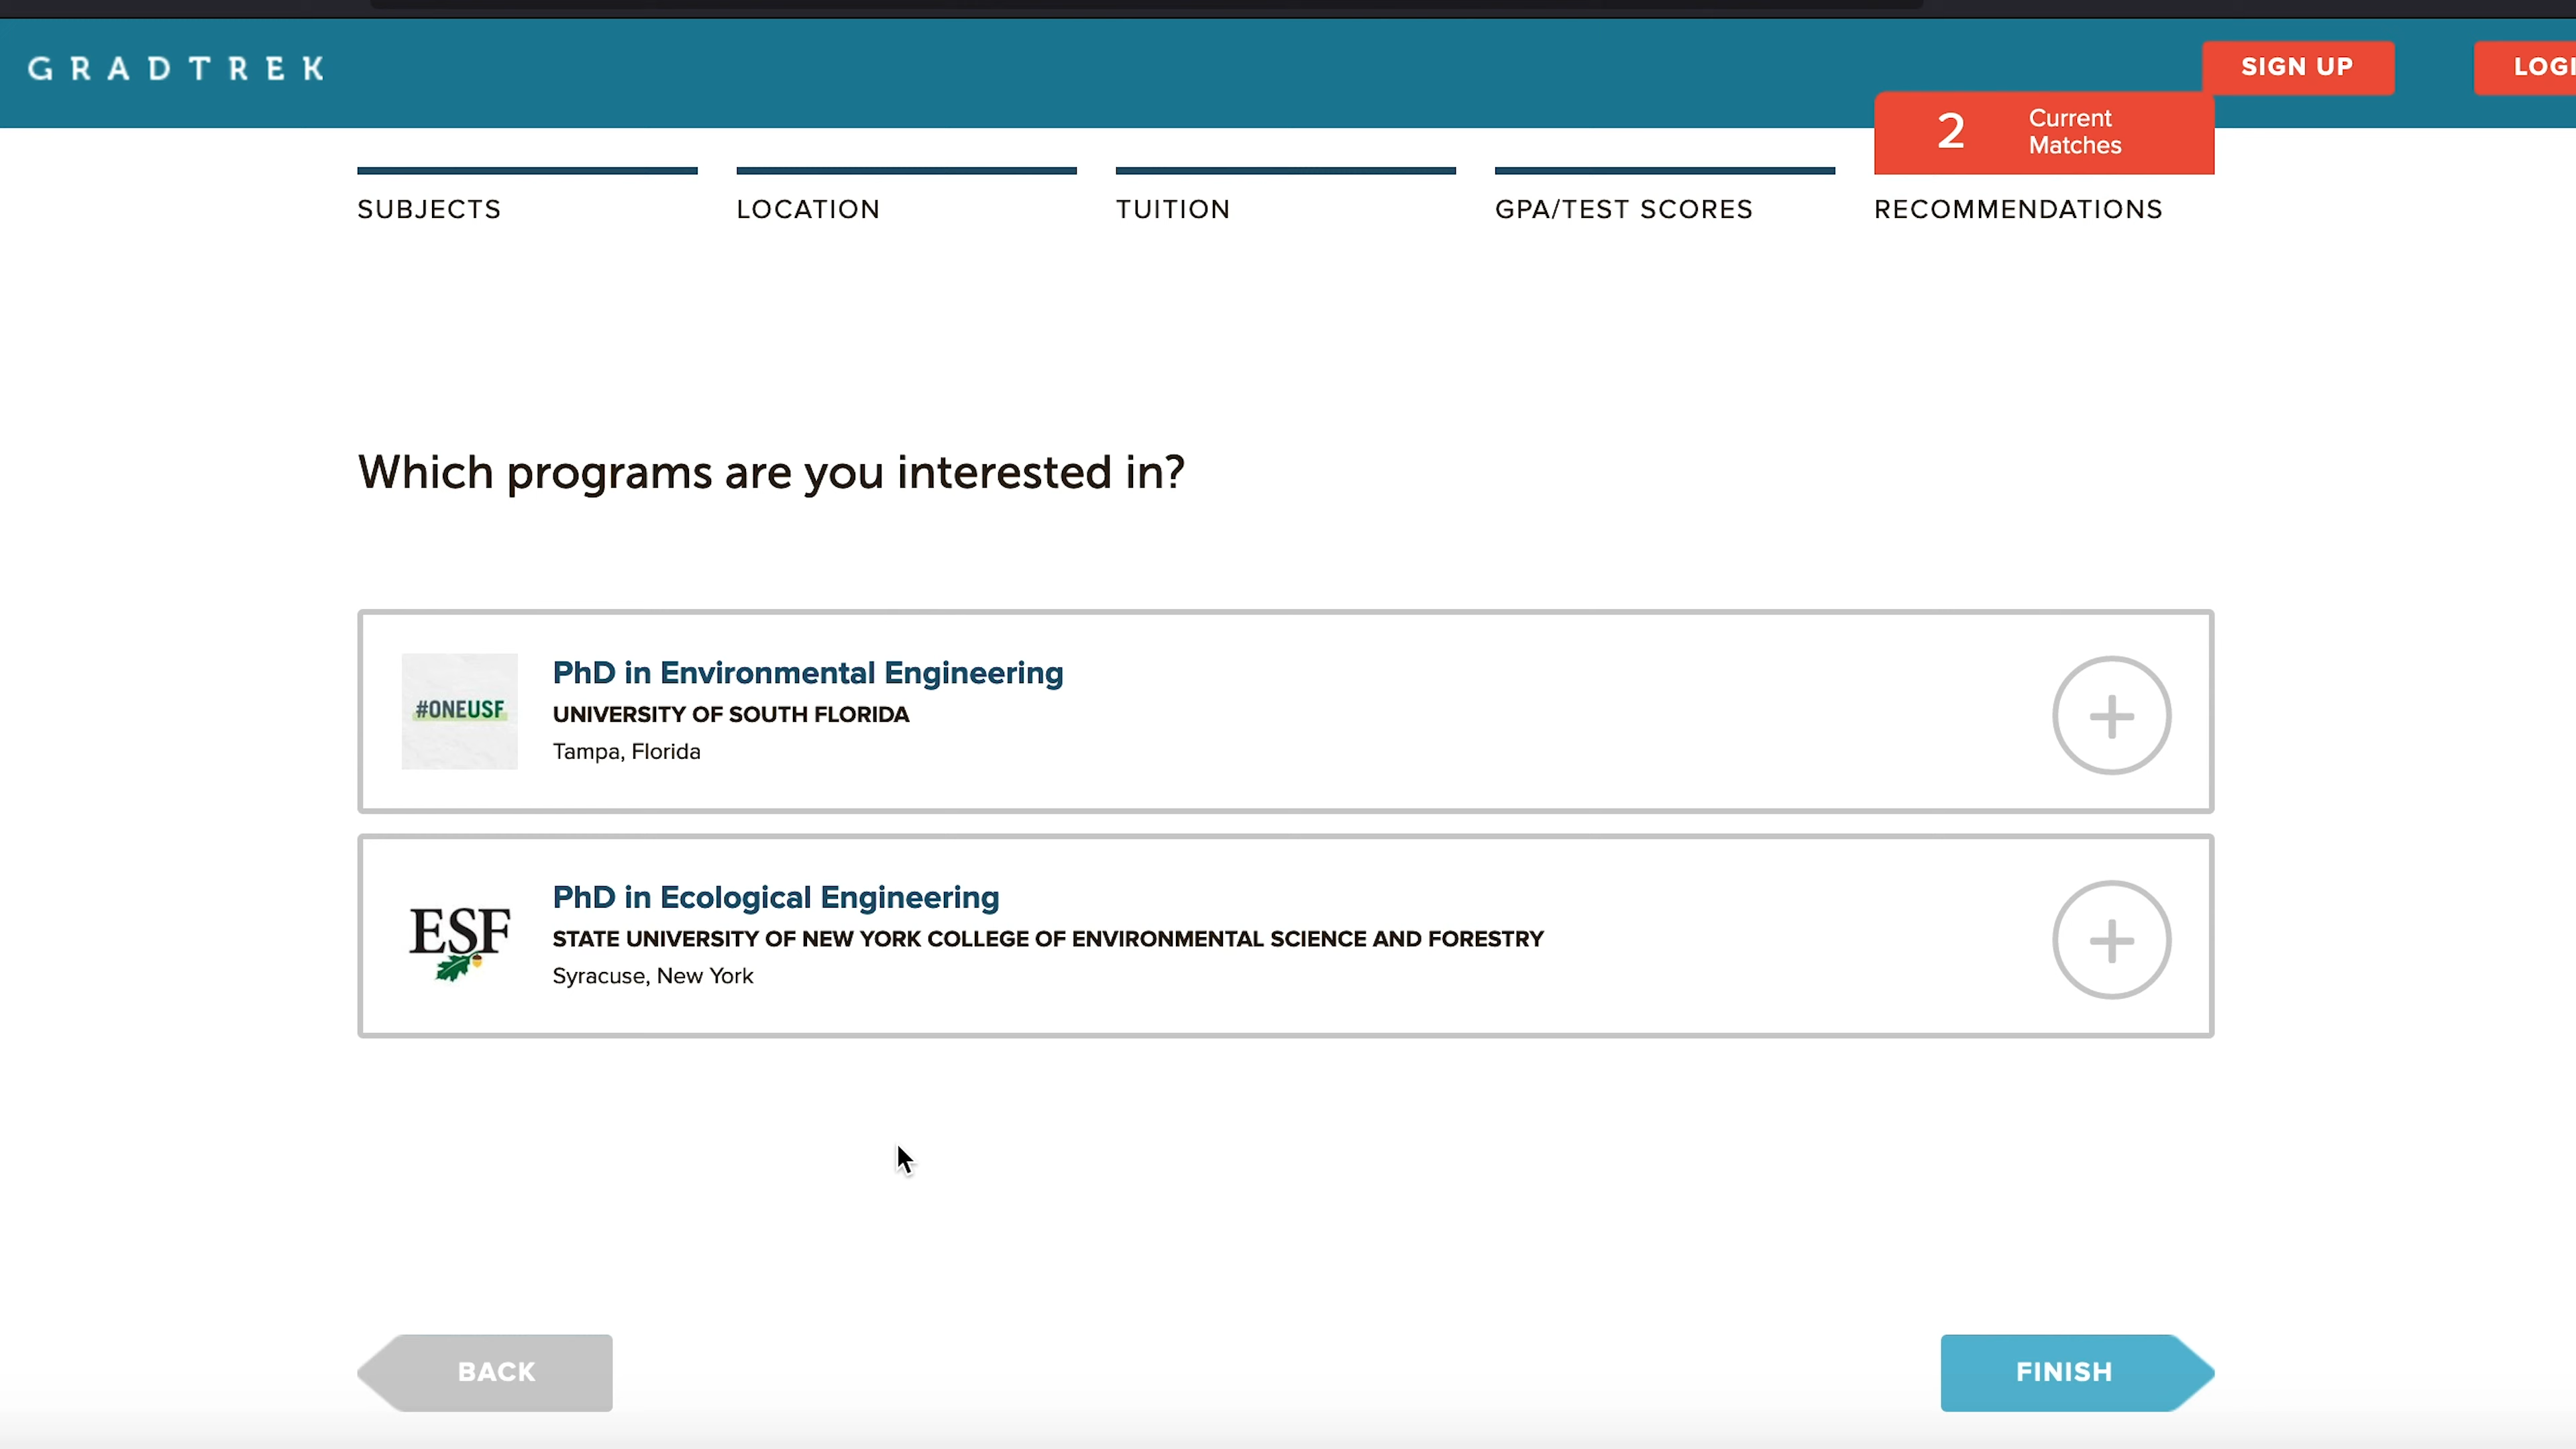 GRADTREK
SIGN UP
LOGI
2
Current
Matches
SUBJECTS
LOCATION
TUITION
GPA/TEST SCORES
RECOMMENDATIONS
Which programs are you interested in?
#ONEUSF
PhD in Environmental Engineering
UNIVERSITY OF SOUTH FLORIDA
Tampa, Florida
ESF
PhD in Ecological Engineering
STATE UNIVERSITY OF NEW YORK COLLEGE OF ENVIRONMENTAL SCIENCE AND FORESTRY
Syracuse, New York
BACK
FINISH